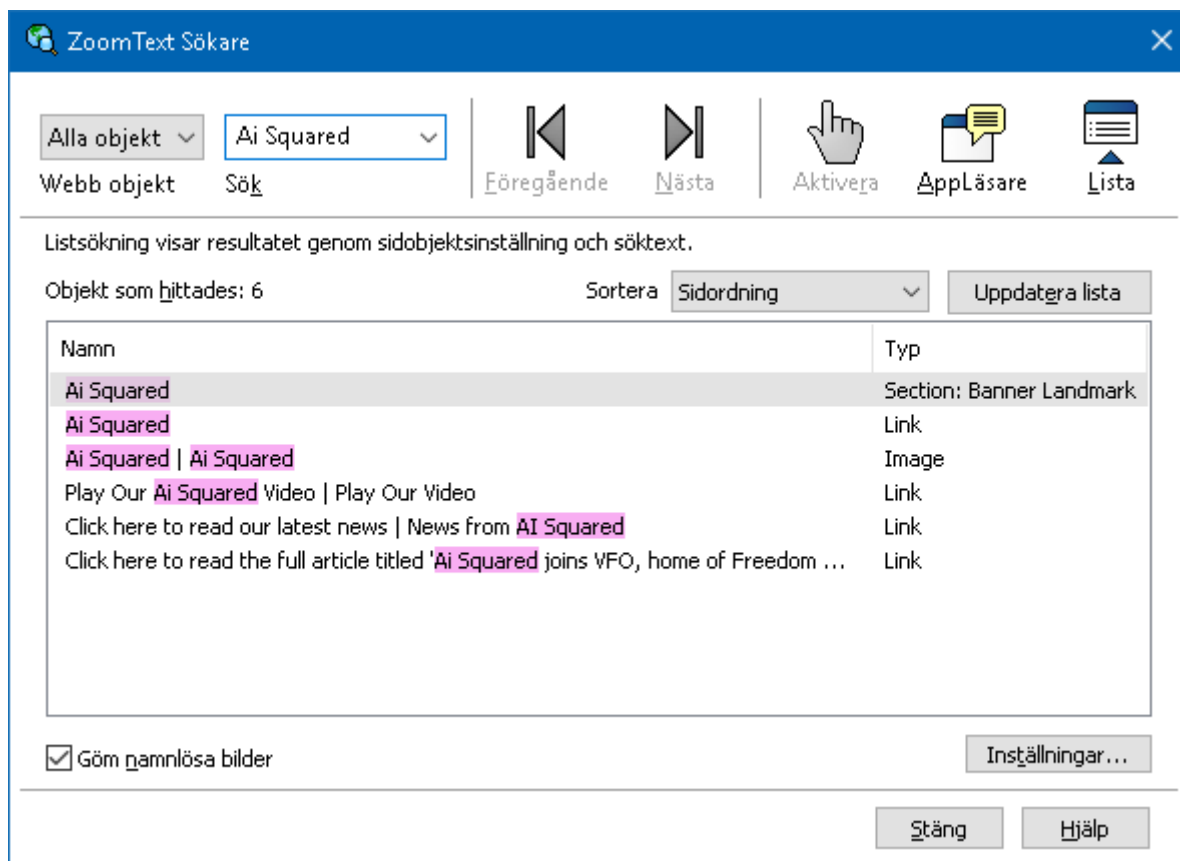 ZoomText Sökare
Alla objekt Ai Squared
Webb objekt Sök Föregående Nästa Aktivera AppLäsare Lista
Listsökning visar resultatet genom sidobjektsinställning och söktext.
Objekt som hittades: 6 Sortera Sidordning Uppdatera lista
Namn Typ
Ai Squared Section: Banner Landmark
Ai Squared Link
Ai Squared | Ai Squared Image
Play Our Ai Squared Video | Play Our Video Link
Click here to read our latest news | News from AI Squared Link
Click here to read the full article titled 'Ai Squared joins VFO, home of Freedom ... Link
Göm namnlösa bilder Inställningar...
Stäng Hjälp